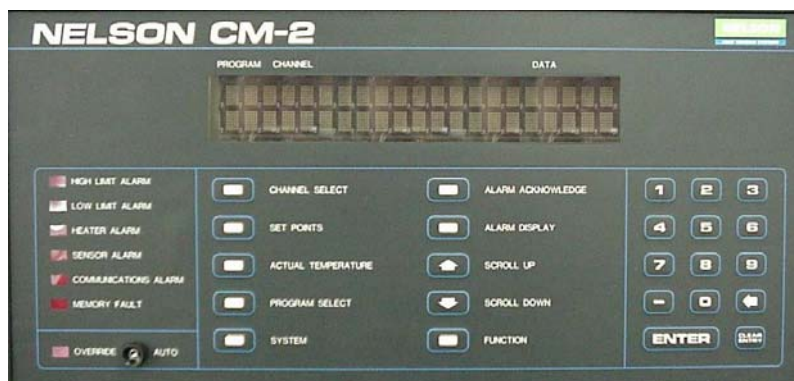 NELSON CM-2
NELSON
PROGRAM CHANNEL DATA
HIGH LIMIT ALARM
LOW LIMIT ALARM
HEATER ALARM
SENSOR ALARM
COMMUNICATIONS ALARM
MEMORY FAULT
OVERRIDE AUTO
CHANNEL SELECT
SET POINTS
ACTUAL TEMPERATURE
PROGRAM SELECT
SYSTEM
ALARM ACKNOWLEDGE
ALARM DISPLAY
SCROLL UP
SCROLL DOWN
FUNCTION
1 2 3
4 5 6
7 8 9
- 0
ENTER CLEAR
ENTRY